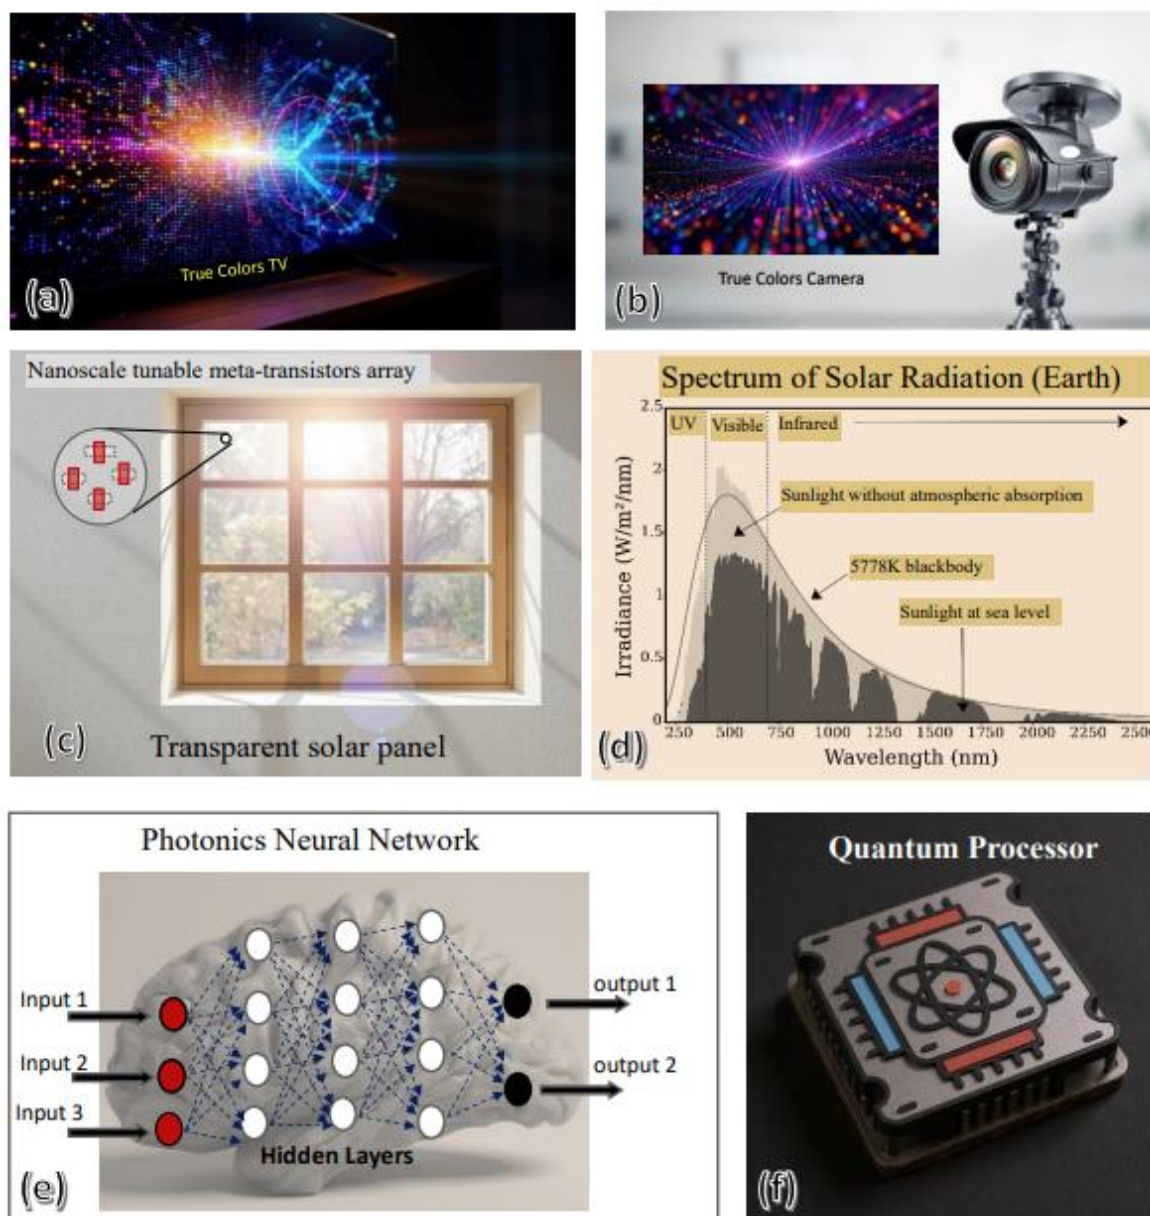 True Colors TV
(a)
True Colors Camera
(b)
Nanoscale tunable meta-transistors array
Transparent solar panel
(c)
Spectrum of Solar Radiation (Earth)
UV
Visible
Infrared
Sunlight without atmospheric absorption
5778K blackbody
Sunlight at sea level
Irradiance (W/m²/nm)
2.5
2
1.5
1
0.5
0
250 500 750 1000 1250 1500 1750 2000 2250 2500
Wavelength (nm)
(d)
Photonics Neural Network
Input 1
Input 2
Input 3
output 1
output 2
Hidden Layers
(e)
Quantum Processor
(f)